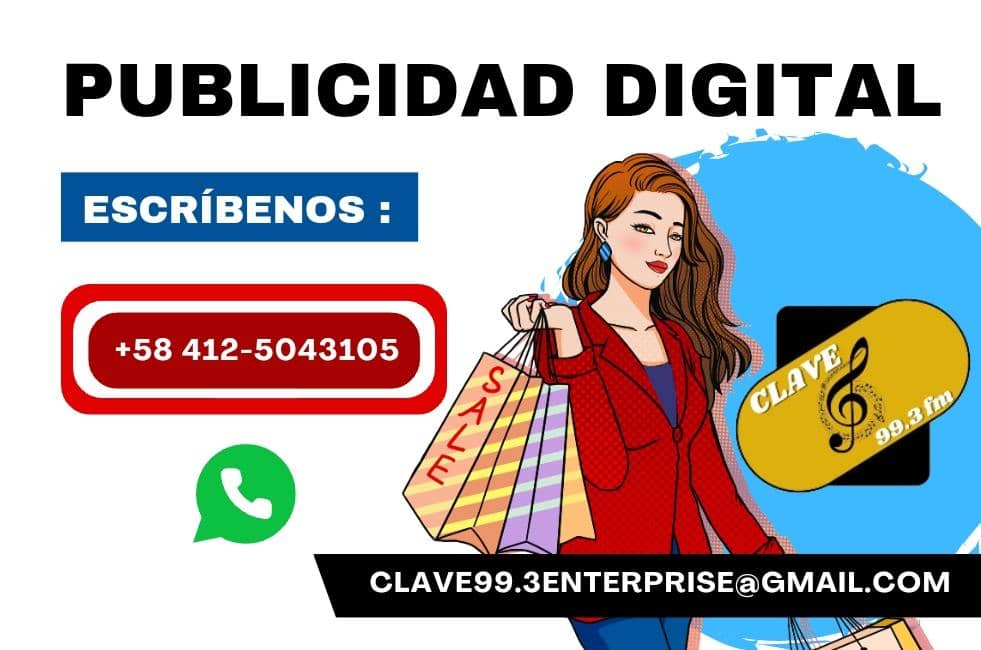 PUBLICIDAD DIGITAL
ESCRÍBENOS :
+58 412-5043105
SALE
CLAVE
99.3 fm
CLAVE99.3ENTERPRISE@GMAIL.COM